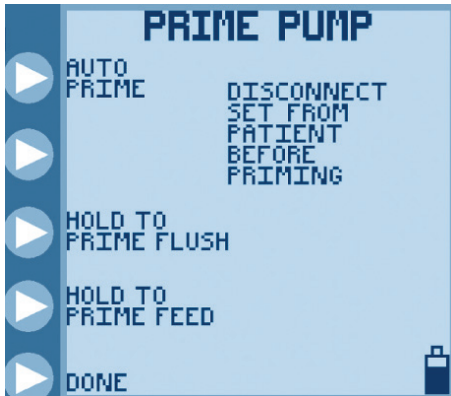 PRIME PUMP
AUTO
PRIME
DISCONNECT
SET FROM
PATIENT
BEFORE
PRIMING
HOLD TO
PRIME FLUSH
HOLD TO
PRIME FEED
DONE